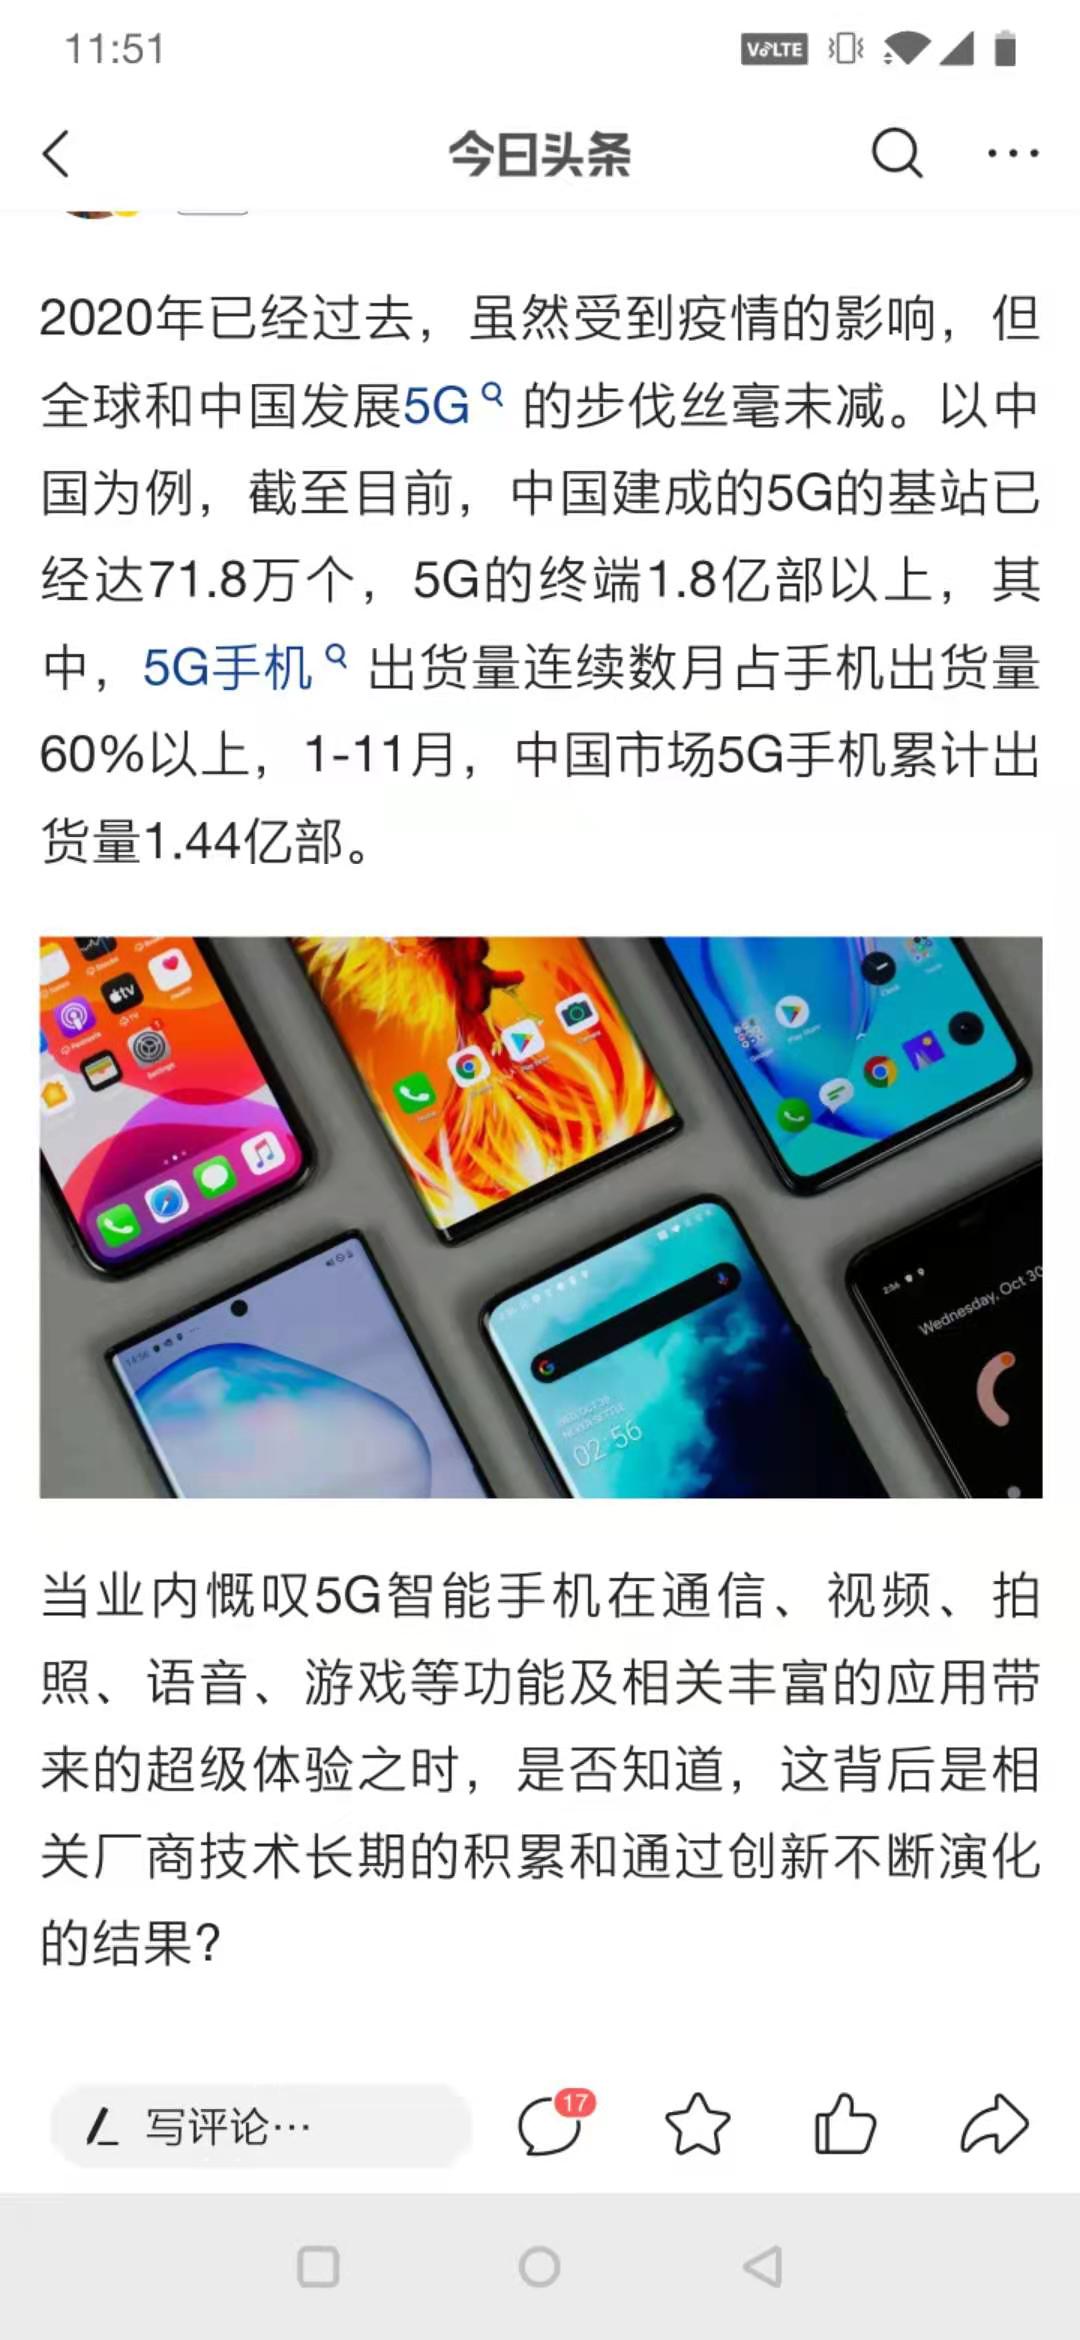 11:51
VoLTE
今日头条
2020年已经过去，虽然受到疫情的影响，但
全球和中国发展5G 的步伐丝毫未减。以中
国为例，截至目前，中国建成的5G的基站已
经达71.8万个，5G的终端1.8亿部以上，其
中，5G手机 出货量连续数月占手机出货量
60%以上，1-11月，中国市场5G手机累计出
货量1.44亿部。
tv
Settings
2:56
Wednesday, Oct 30
14:56
02:56
当业内慨叹5G智能手机在通信、视频、拍
照、语音、游戏等功能及相关丰富的应用带
来的超级体验之时，是否知道，这背后是相
关厂商技术长期的积累和通过创新不断演化
的结果?
写评论…
17